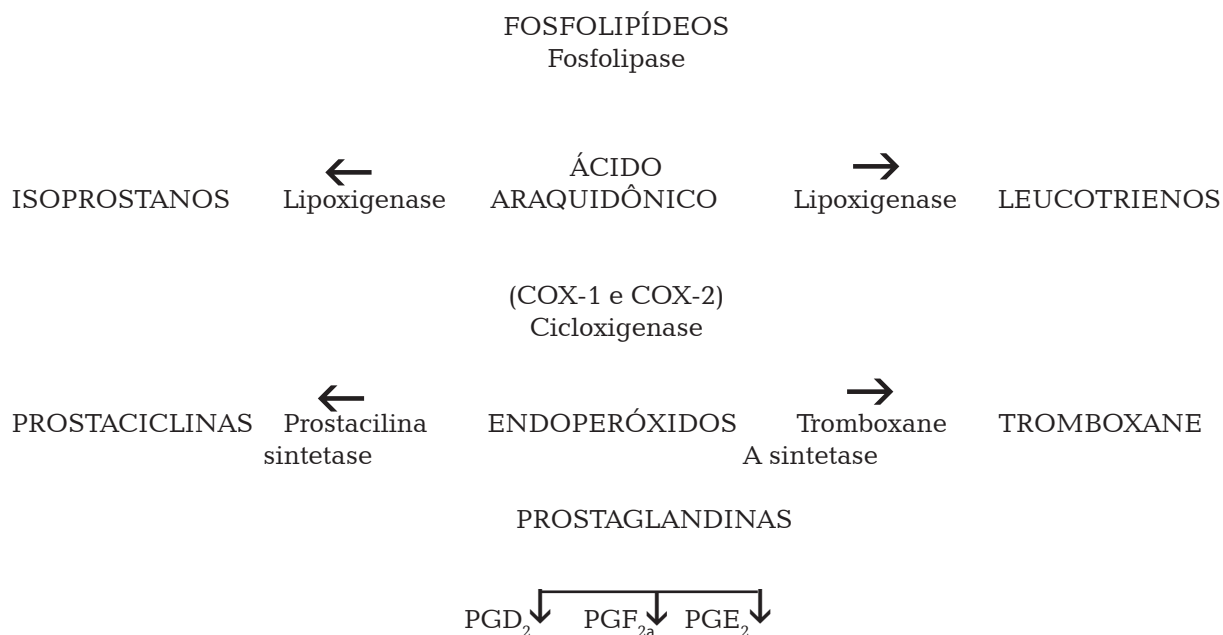 FOSFOLIPÍDEOS
Fosfolipase
ÁCIDO
ISOPROSTANOS Lipoxigenase ARAQUIDÔNICO Lipoxigenase LEUCOTRIENOS
(COX-1 e COX-2)
Cicloxigenase
PROSTACICLINAS Prostacilina ENDOPERÓXIDOS Tromboxane TROMBOXANE
sintetase A sintetase
PROSTAGLANDINAS
PGD2 PGF2a PGE2